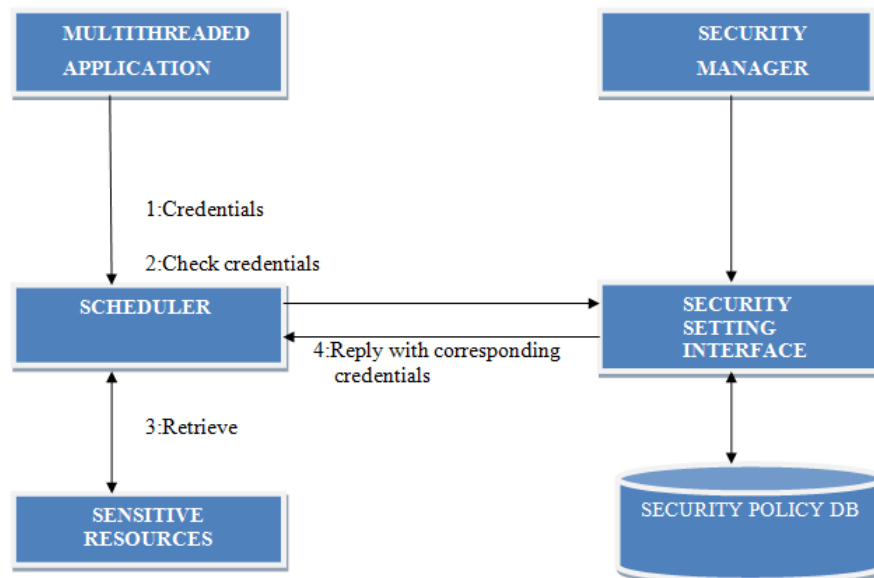 MULTITHREADED
APPLICATION
SECURITY
MANAGER
1:Credentials
2:Check credentials
SCHEDULER
SECURITY
SETTING
INTERFACE
4:Reply with corresponding
credentials
3:Retrieve
SENSITIVE
RESOURCES
SECURITY POLICY DB